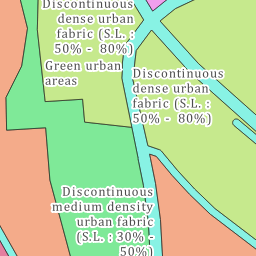 Discontinuous
dense urban
fabric (S.L. :
50% -  80%)
Green urban
areas
Discontinuous
dense urban
fabric (S.L. :
50% -  80%)
Discontinuous
medium density
urban fabric
(S.L. : 30% -
50%)